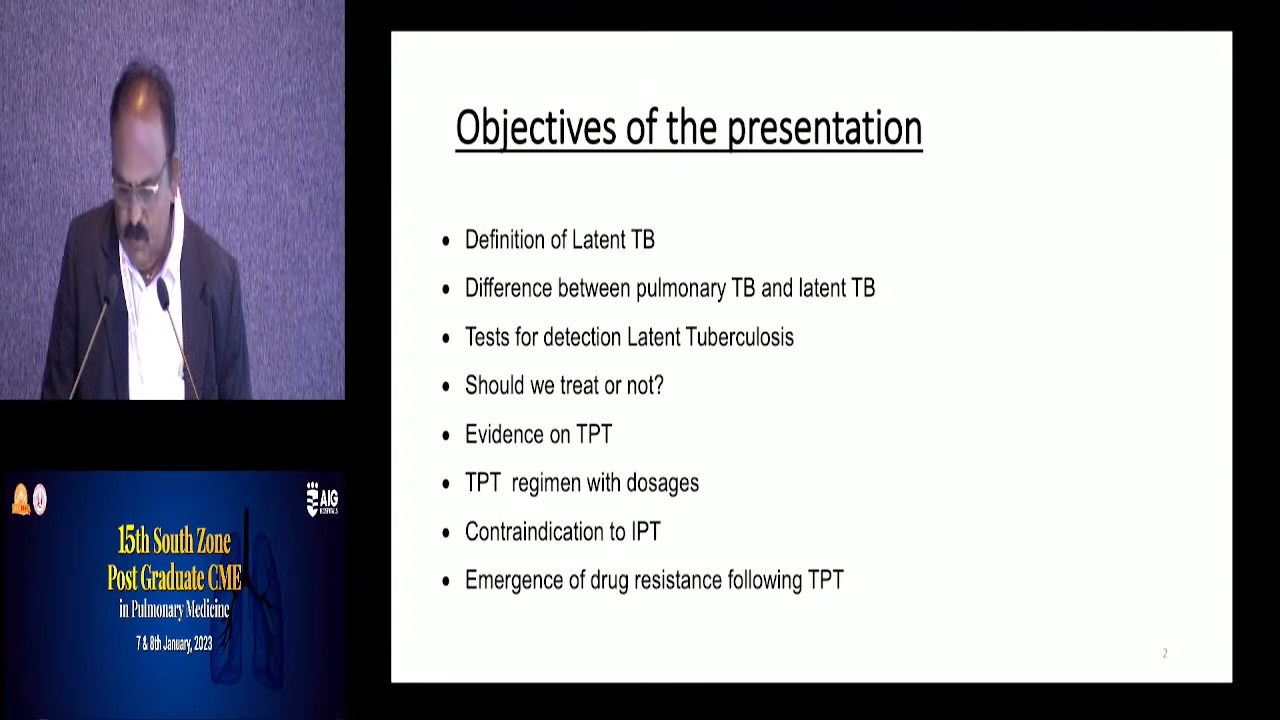 Objectives of the presentation
• Definition of Latent TB
• Difference between pulmonary TB and latent TB
• Tests for detection Latent Tuberculosis
• Should we treat or not?
• Evidence on TPT
• TPT regimen with dosages
• Contraindication to IPT
• Emergence of drug resistance following TPT
2
AIG
HOSPITALS
15th South Zone
Post Graduate CME
in Pulmonary Medicine
7 & 8th January, 2023